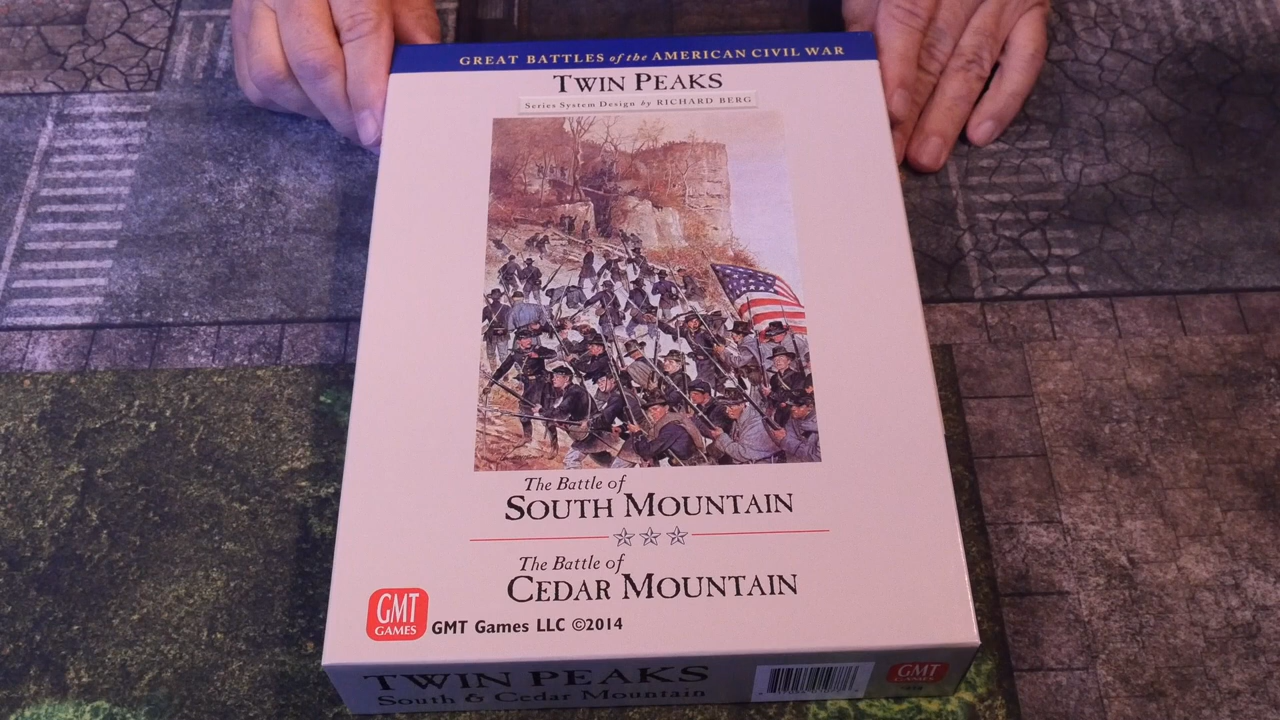 GREAT BATTLES of the AMERICAN CIVIL WAR
TWIN PEAKS
Series System Design by RICHARD BERG
The Battle of
SOUTH MOUNTAIN
The Battle of
CEDAR MOUNTAIN
GMT
GAMES
GMT Games LLC ©2014
TWIN PEAKS
South & Cedar Mountain
GMT
GAMES